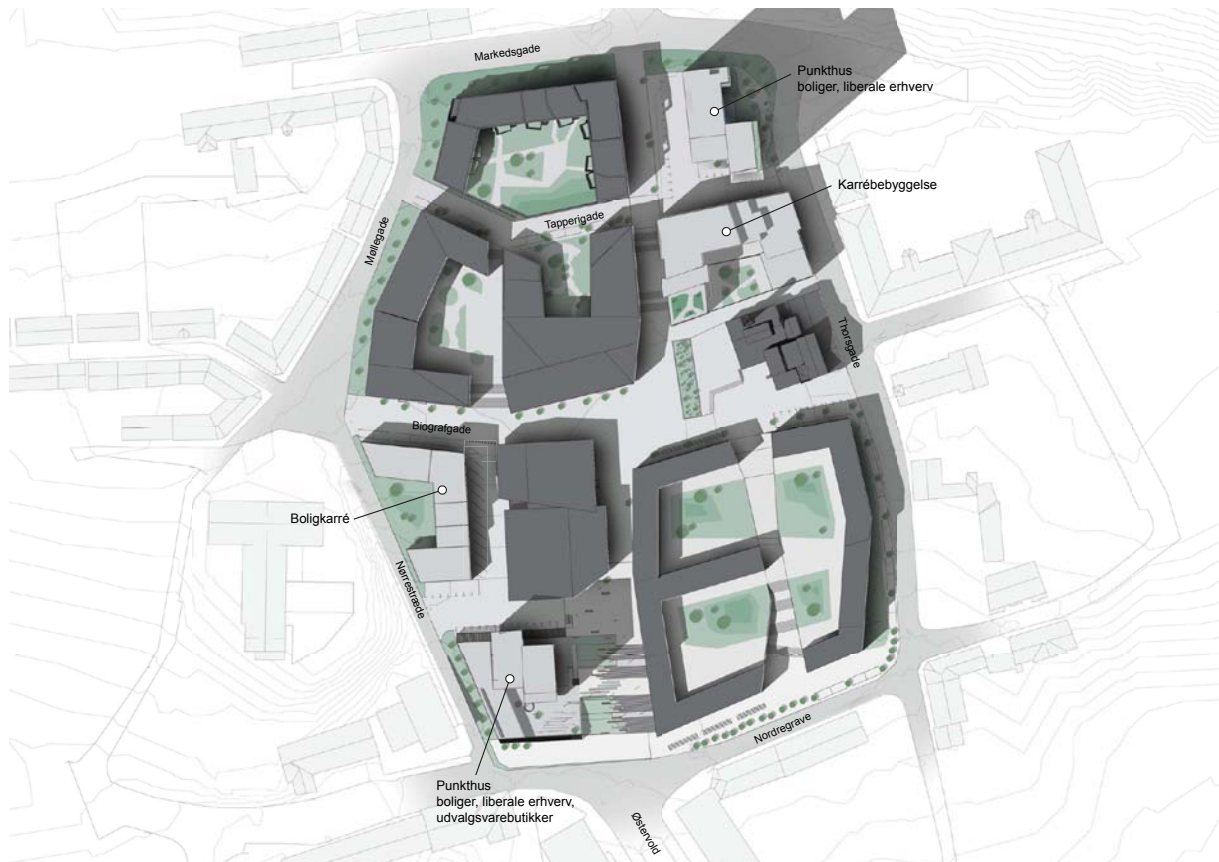 Markedsgade
Punkthus
boliger, liberale erhverv
Karrébebyggelse
Tapperigade
Møllegade
Thorsgade
Biografgade
Boligkarré
Nørrestræde
Nordregrave
Punkthus
boliger, liberale erhverv,
udvalgsvarebutikker
Østervold